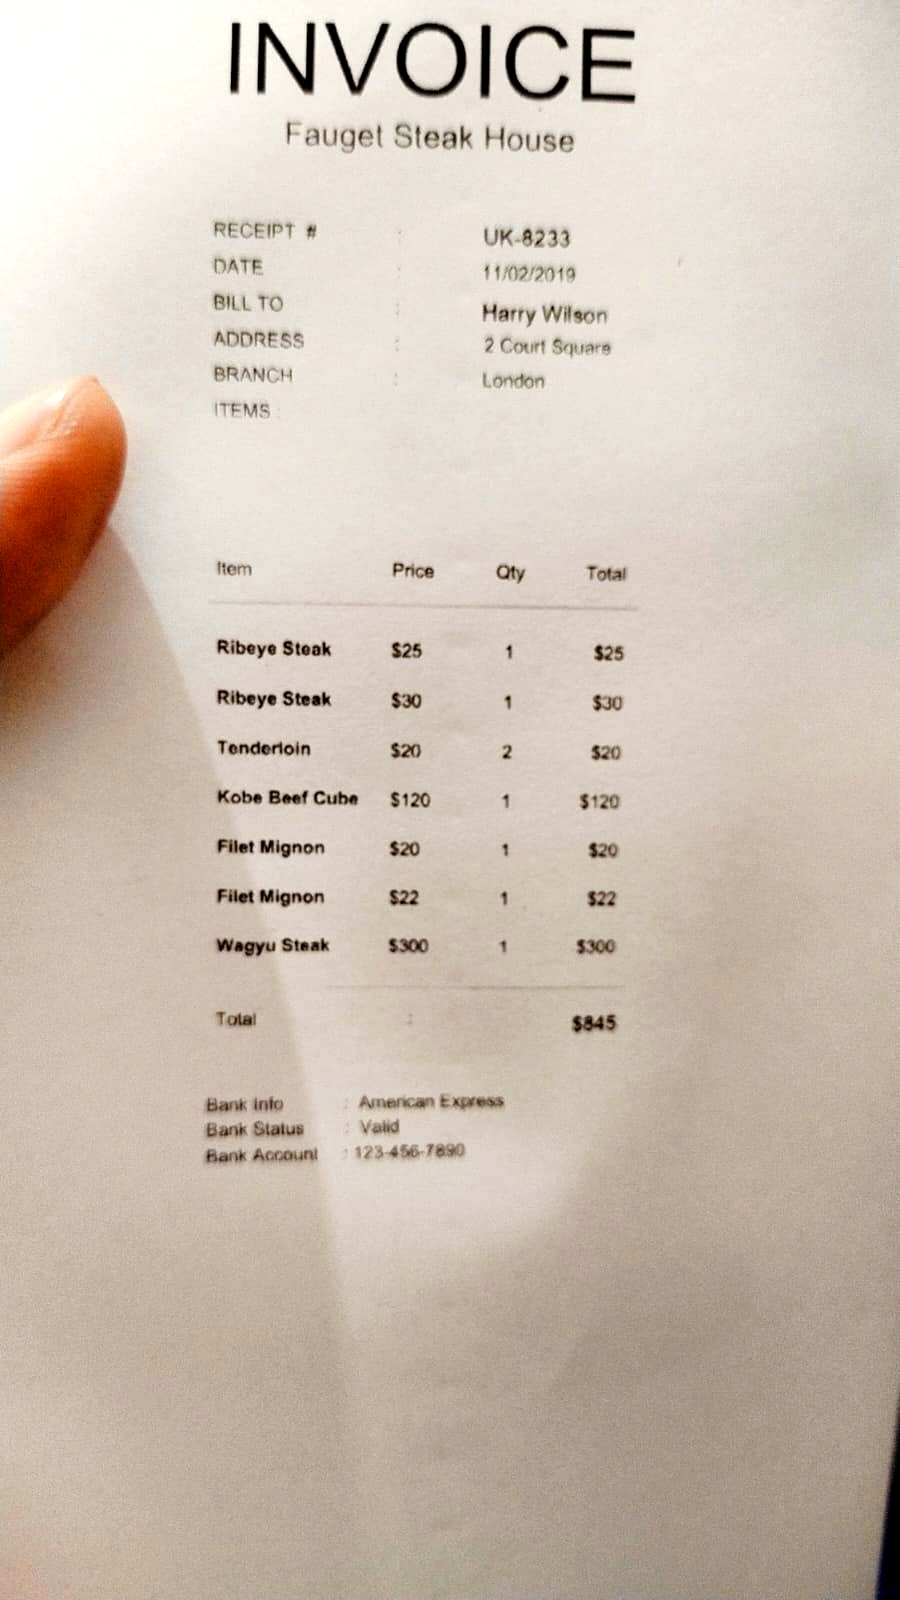 INVOICE
Fauget Steak House
RECEIPT # : UK-8233
DATE : 11/02/2019
BILL TO : Harry Wilson
ADDRESS : 2 Court Square
BRANCH : London
ITEMS :
Item Price Qty Total
Ribeye Steak $25 1 $25
Ribeye Steak $30 1 $30
Tenderloin $20 2 $20
Kobe Beef Cube $120 1 $120
Filet Mignon $20 1 $20
Filet Mignon $22 1 $22
Wagyu Steak $300 1 $300
Total : $845
Bank Info : American Express
Bank Status : Valid
Bank Account : 123-456-7890